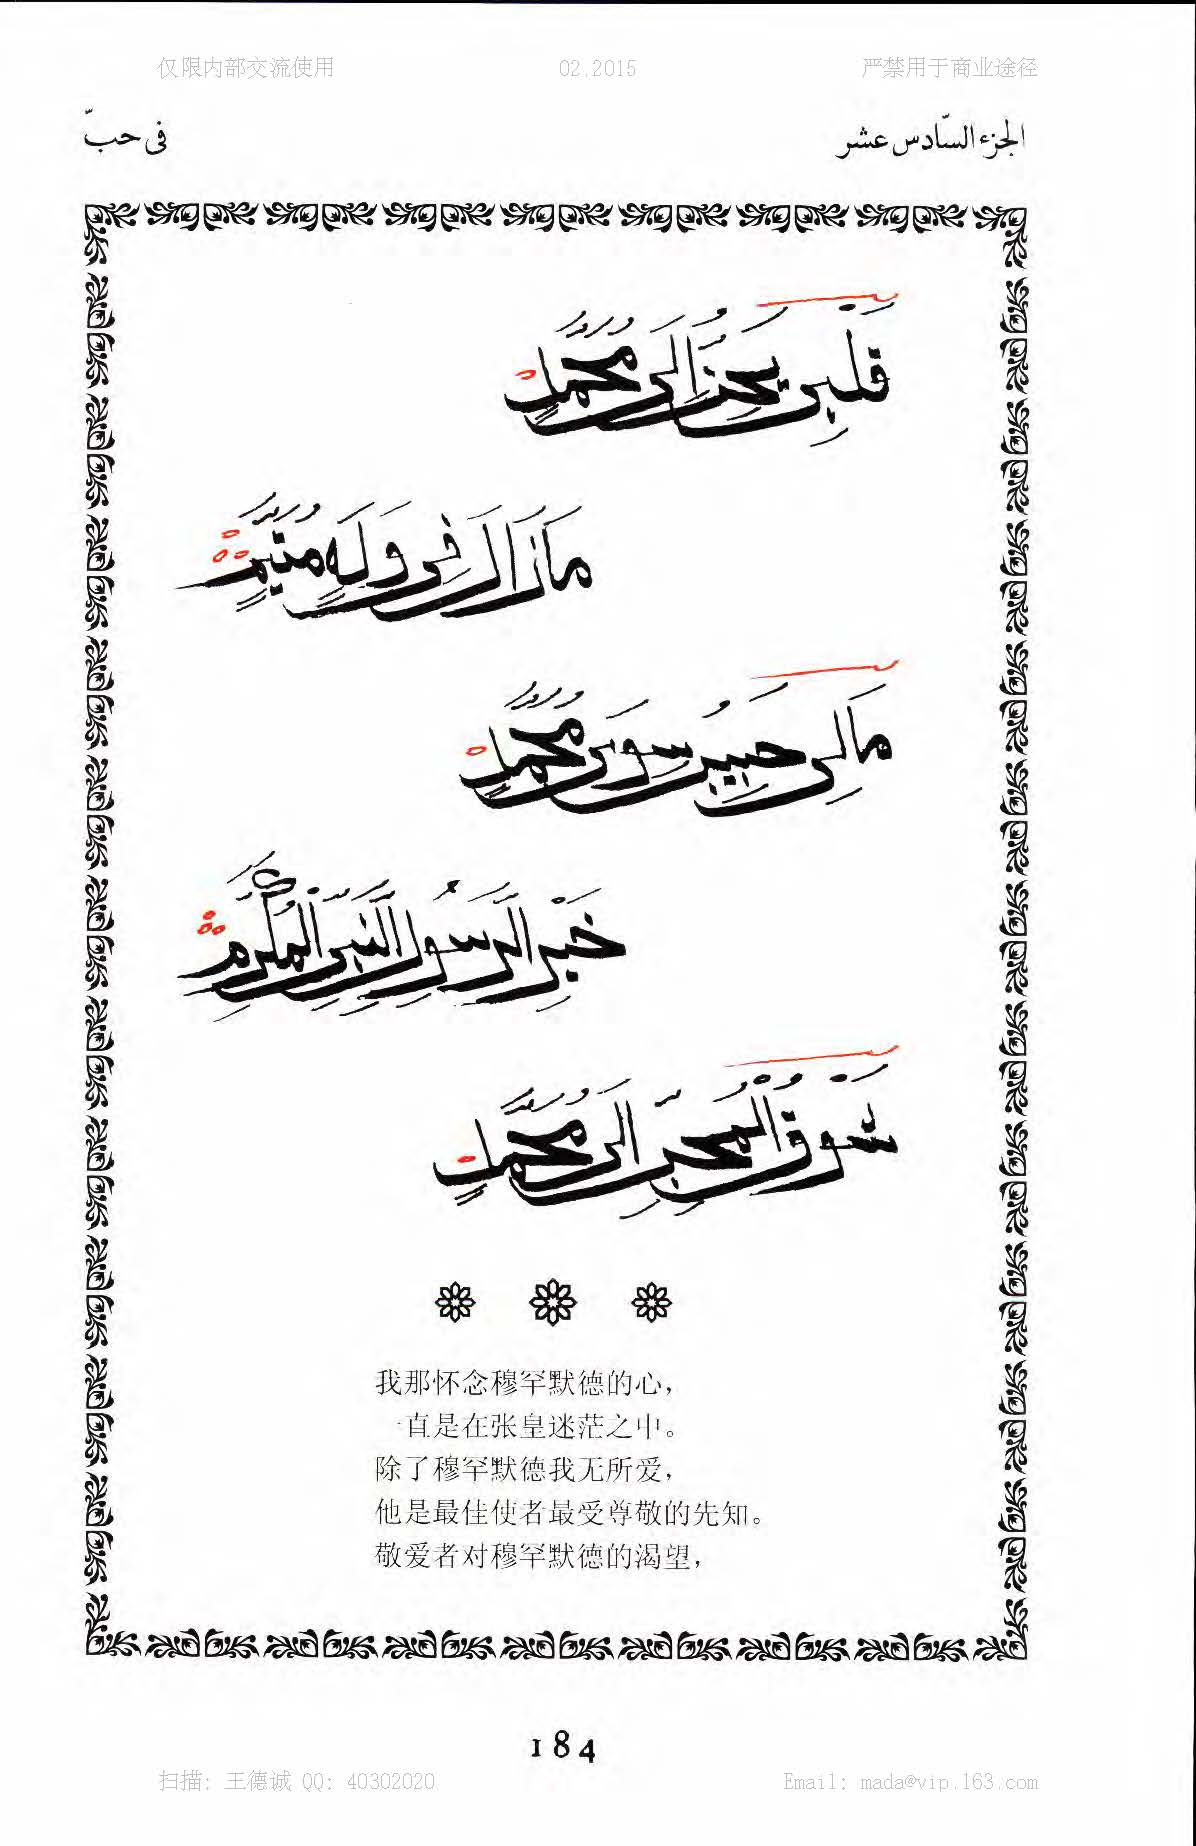 仅限内部交流使用 02.2015 严禁用于商业途径
الجزء السّادس عشر فى حبّ
قَلْبِى يَحِنُّ اِلَى مُحَمَّدٍ
مَا زَالَ فِى وَلَهٍ مُتَيَّمٍ
مَا لِى حَبِيبٌ سِوَى مُحَمَّدٍ
خَيْرِ الرَّسُولِ النَّبِىِّ الْمُكَرَّمِ
شَوْقُ الْمُحِبِّ اِلَى مُحَمَّدٍ
我那怀念穆罕默德的心，
一直是在张皇迷茫之中。
除了穆罕默德我无所爱，
他是最佳使者最受尊敬的先知。
敬爱者对穆罕默德的渴望，
184
扫描: 王德诚 QQ: 40302020 Email: mada@vip.163.com